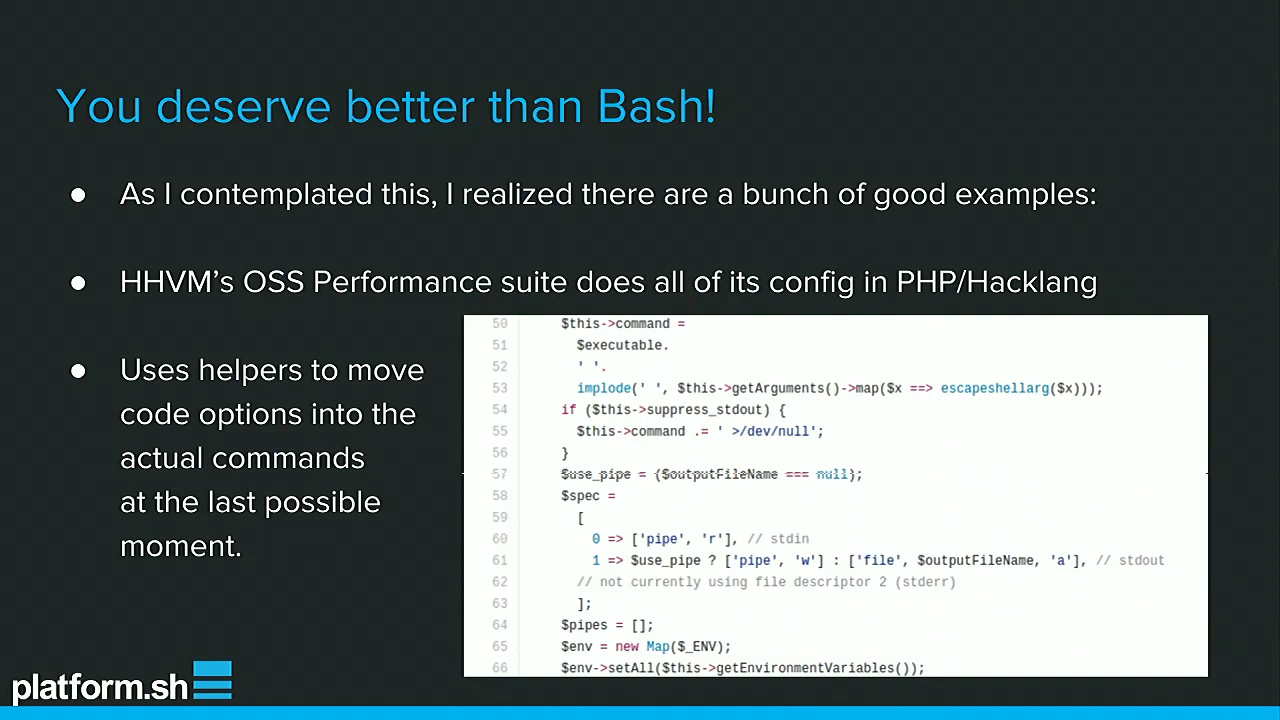 You deserve better than Bash!
● As I contemplated this, I realized there are a bunch of good examples:
● HHVM’s OSS Performance suite does all of its config in PHP/Hacklang
● Uses helpers to move
code options into the
actual commands
at the last possible
moment.
50 $this->command =
51 $executable.
52 ' '.
53 implode(' ', $this->getArguments()->map($x ==> escapeshellarg($x)));
54 if ($this->suppress_stdout) {
55 $this->command .= ' >/dev/null';
56 }
57 $use_pipe = ($outputFileName === null);
58 $spec =
59 [
60 0 => ['pipe', 'r'], // stdin
61 1 => $use_pipe ? ['pipe', 'w'] : ['file', $outputFileName, 'a'], // stdout
62 // not currently using file descriptor 2 (stderr)
63 ];
64 $pipes = [];
65 $env = new Map($_ENV);
66 $env->setAll($this->getEnvironmentVariables());
platform.sh